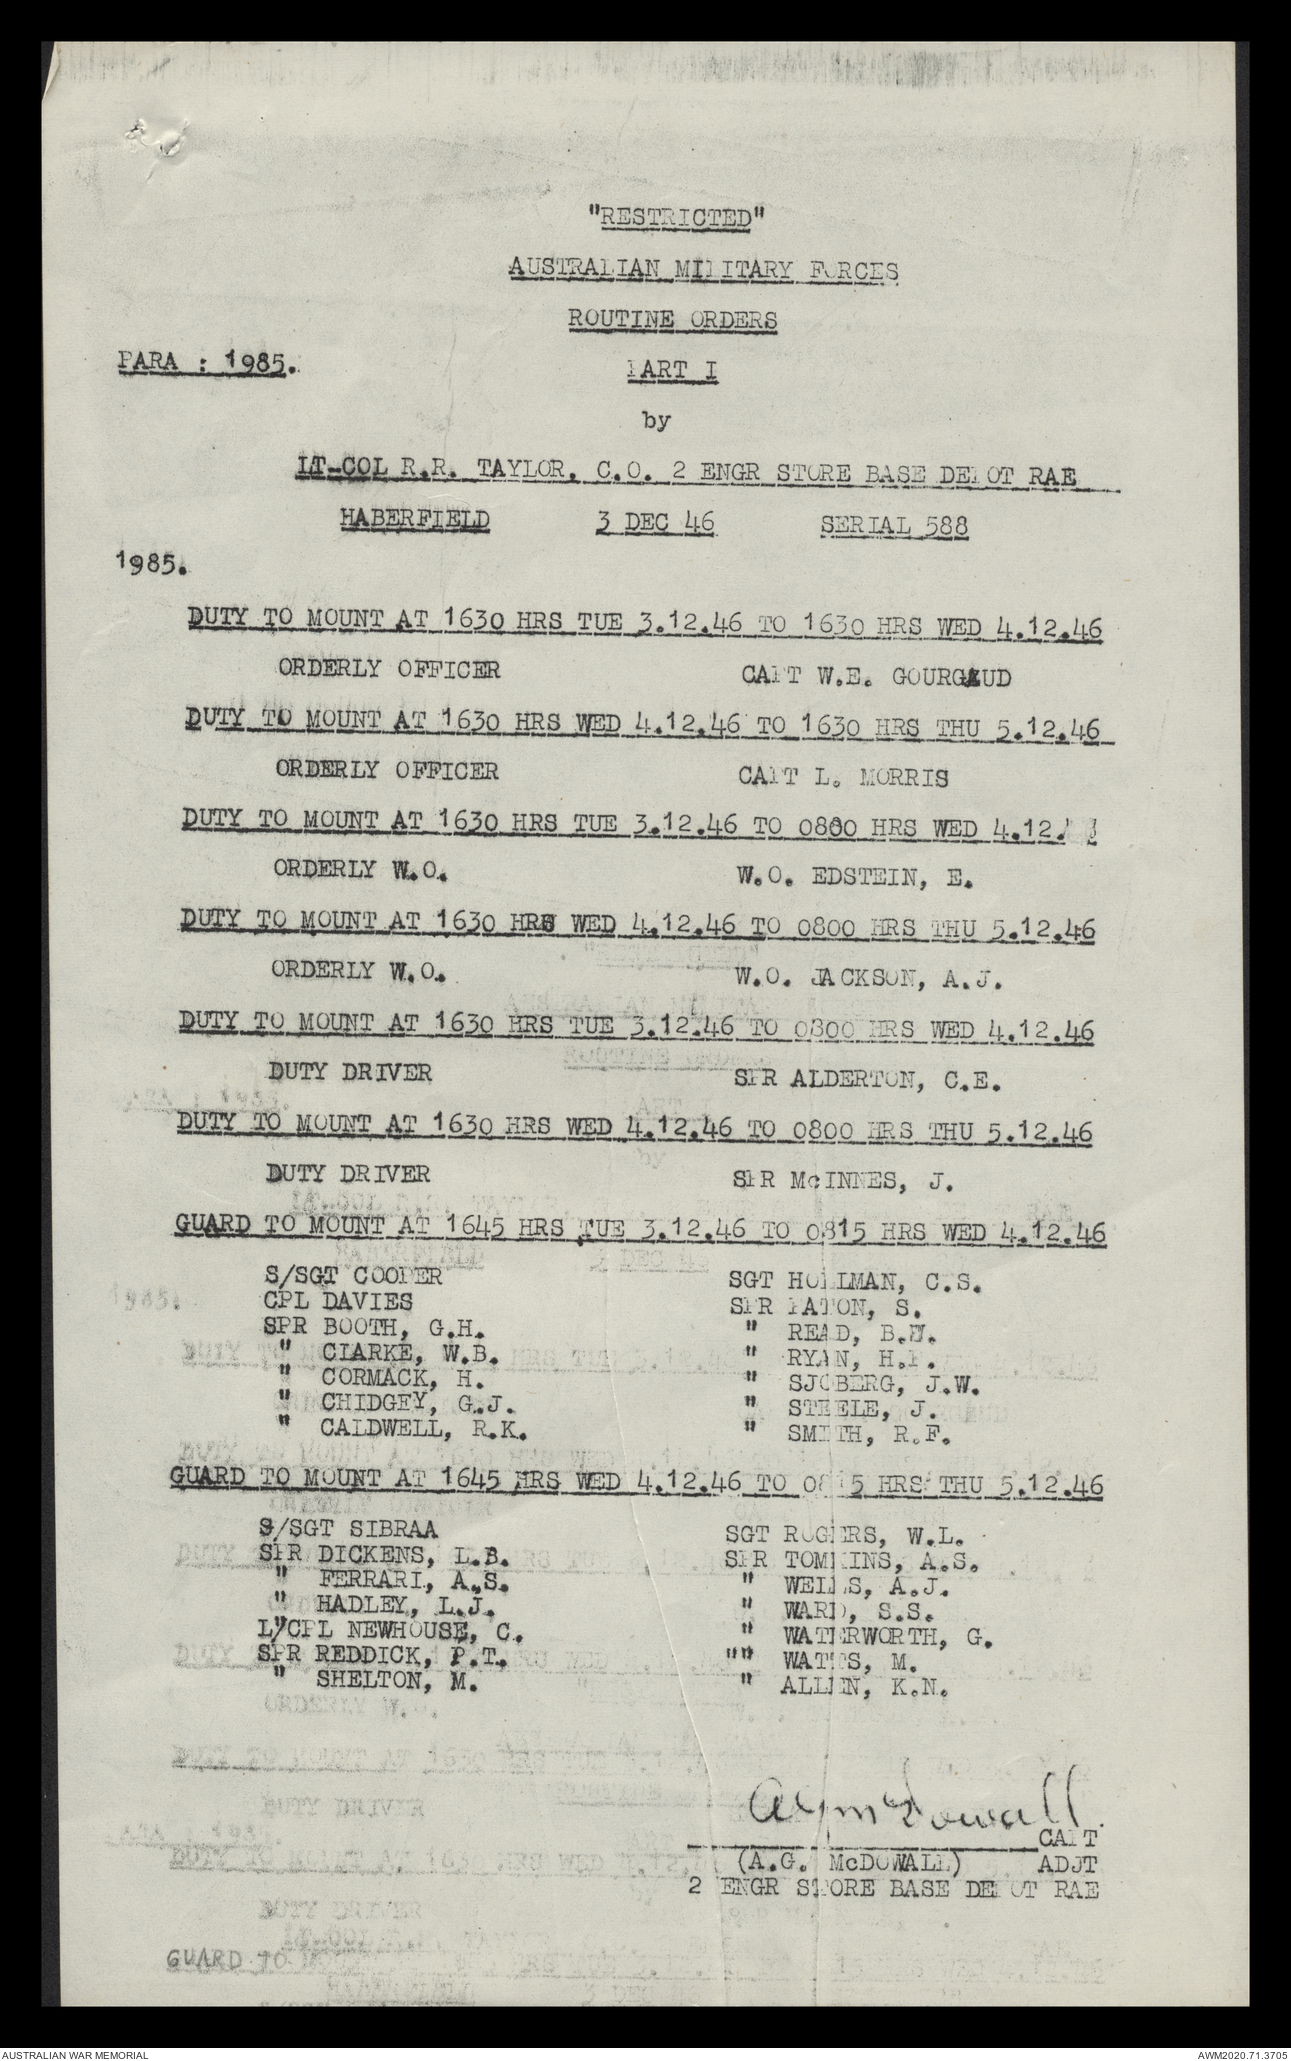 "RESTRICTED"
AUSTRALIAN MILITARY FORCES
ROUTINE ORDERS
PARA : 1985.
PART I
by
LT-COL R.R. TAYLOR. C.O. 2 ENGR STORE BASE DEPOT RAE
HABERFIELD 3 DEC 46 SERIAL 588
1985.
DUTY TO MOUNT AT 1630 HRS TUE 3.12.46 TO 1630 HRS WED 4.12.46
ORDERLY OFFICER CAPT W.E. GOURGAUD
DUTY TO MOUNT AT 1630 HRS WED 4.12.46 TO 1630 HRS THU 5.12.46
ORDERLY OFFICER CAPT L. MORRIS
DUTY TO MOUNT AT 1630 HRS TUE 3.12.46 TO 0800 HRS WED 4.12.
ORDERLY W.O. W.O. EDSTEIN, E.
DUTY TO MOUNT AT 1630 HRS WED 4.12.46 TO 0800 HRS THU 5.12.46
ORDERLY W.O. W.O. JACKSON, A.J.
DUTY TO MOUNT AT 1630 HRS TUE 3.12.46 TO 0800 HRS WED 4.12.46
DUTY DRIVER SPR ALDERTON, C.E.
DUTY TO MOUNT AT 1630 HRS WED 4.12.46 TO 0800 HRS THU 5.12.46
DUTY DRIVER SPR McINNES, J.
GUARD TO MOUNT AT 1645 HRS TUE 3.12.46 TO 0815 HRS WED 4.12.46
S/SGT COOPER SGT HOLLMAN, C.S.
CPL DAVIES SPR PATON, S.
SPR BOOTH, G.H. " READ, B.W.
" CLARKE, W.B. " RYAN, H.P.
" CORMACK, H. " SJOBERG, J.W.
" CHIDGEY, G.J. " STEELE, J.
" CALDWELL, R.K. " SMITH, R.F.
GUARD TO MOUNT AT 1645 HRS WED 4.12.46 TO 0815 HRS THU 5.12.46
S/SGT SIBRAA SGT ROGERS, W.L.
SPR DICKENS, L.B. SPR TOMKINS, A.S.
" FERRARI, A.S. " WELLS, A.J.
" HADLEY, L.J. " WARD, S.S.
L/CPL NEWHOUSE, C. " WATERWORTH, G.
SPR REDDICK, P.T. "" WATTS, M.
" SHELTON, M. " ALLEN, K.N.
AGMcDowall
CAPT
(A.G. McDOWALL) ADJT
2 ENGR STORE BASE DEPOT RAE
GUARD TO
AUSTRALIAN WAR MEMORIAL AWM2020.71.3705